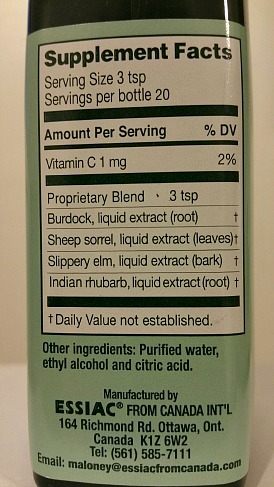 Supplement Facts
Serving Size 3 tsp
Servings per bottle 20
Amount Per Serving % DV
Vitamin C 1 mg 2%
Proprietary Blend · 3 tsp
Burdock, liquid extract (root) †
Sheep sorrel, liquid extract (leaves)†
Slippery elm, liquid extract (bark) †
Indian rhubarb, liquid extract (root) †
†Daily Value not established.
Other ingredients: Purified water,
ethyl alcohol and citric acid.
Manufactured by
ESSIAC® FROM CANADA INT'L
164 Richmond Rd. Ottawa, Ont.
Canada K1Z 6W2
Tel: (561) 585-7111
Email: maloney@essiacfromcanada.com